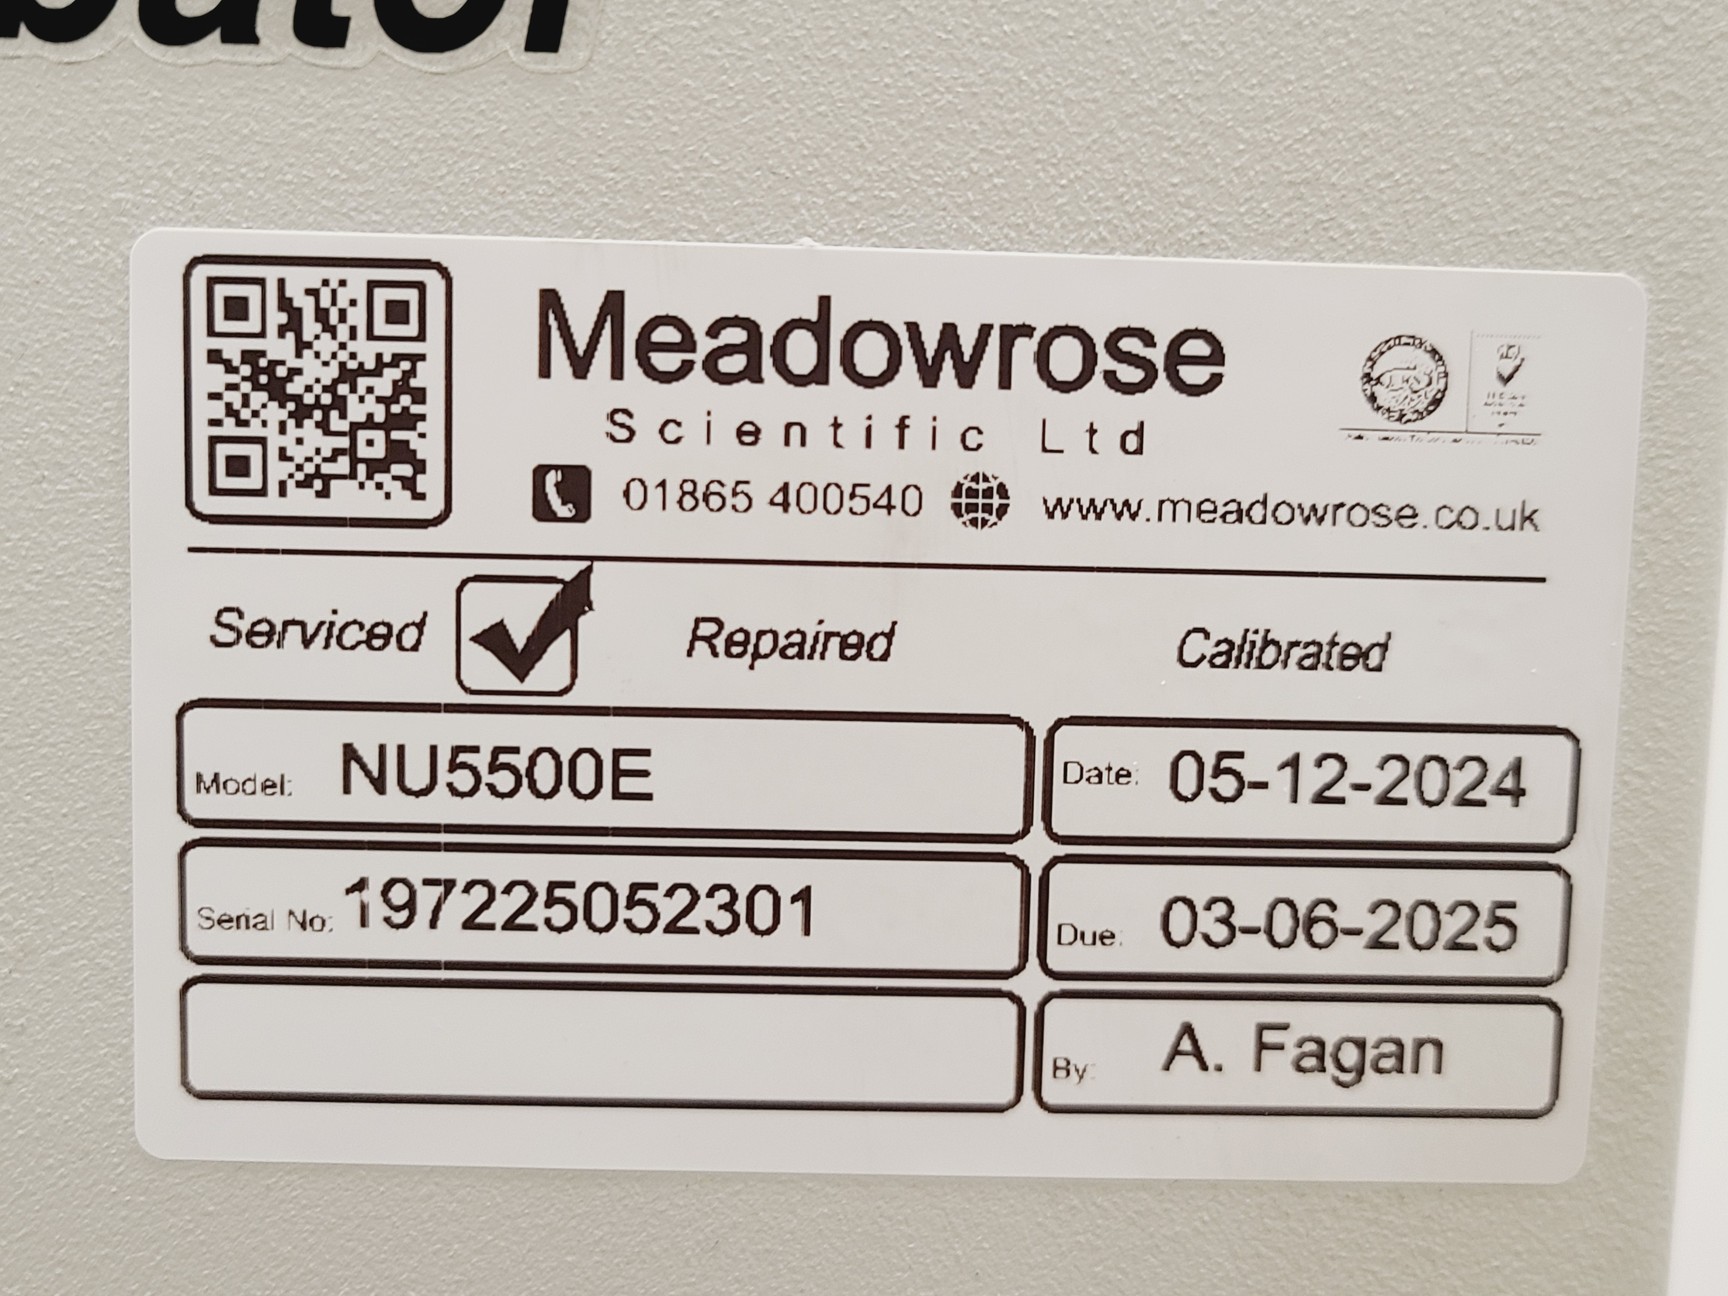 Meadowrose
Scientific Ltd
01865 400540 www.meadowrose.co.uk
Serviced Repaired Calibrated
Model: NU5500E
Date: 05-12-2024
Serial No: 197225052301
Due: 03-06-2025
By: A. Fagan